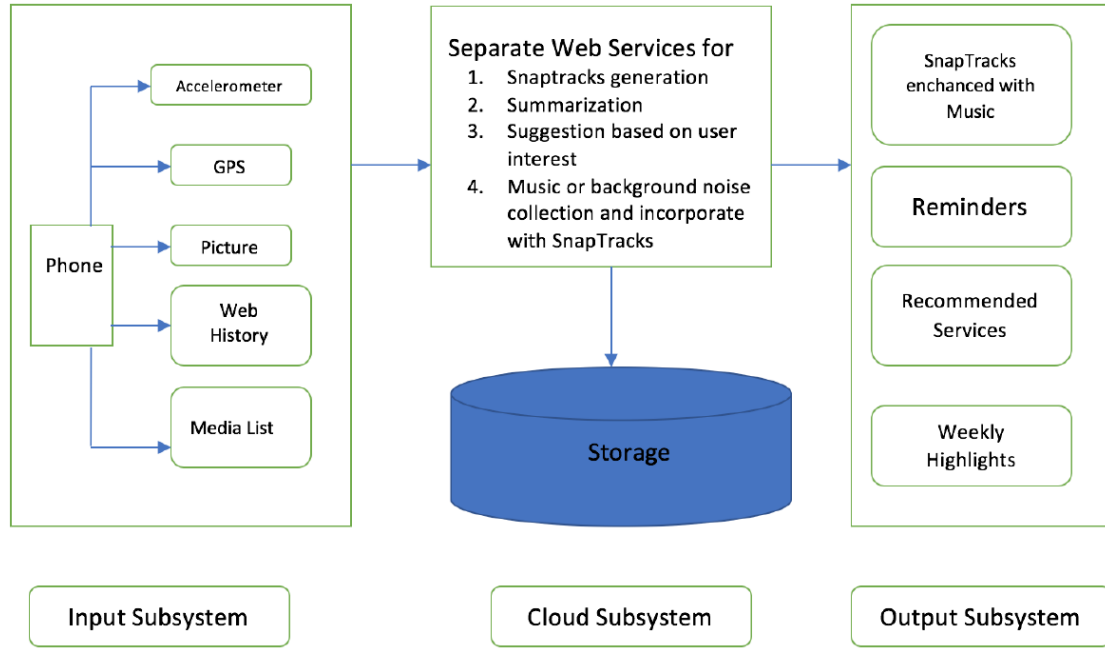 Phone
Accelerometer
GPS
Picture
Web
History
Media List
Separate Web Services for
1. Snaptracks generation
2. Summarization
3. Suggestion based on user
interest
4. Music or background noise
collection and incorporate
with SnapTracks
Storage
SnapTracks
enchanced with
Music
Reminders
Recommended
Services
Weekly
Highlights
Input Subsystem
Cloud Subsystem
Output Subsystem